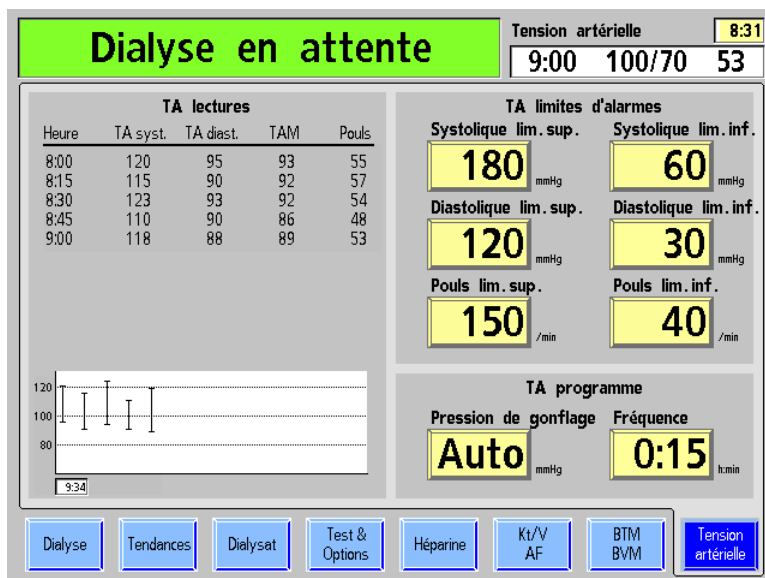 Dialyse en attente
Tension artérielle 8:31
9:00 100/70 53
TA lectures
Heure TA syst. TA diast. TAM Pouls
8:00 120 95 93 55
8:15 115 90 92 57
8:30 123 93 92 54
8:45 110 90 86 48
9:00 118 88 89 53
120
100
80
9:34
TA limites d'alarmes
Systolique lim.sup. Systolique lim.inf.
180 mmHg 60 mmHg
Diastolique lim.sup. Diastolique lim.inf.
120 mmHg 30 mmHg
Pouls lim.sup. Pouls lim.inf.
150 /min 40 /min
TA programme
Pression de gonflage Fréquence
Auto mmHg 0:15 h:min
Dialyse
Tendances
Dialysat
Test &
Options
Héparine
Kt/V
AF
BTM
BVM
Tension
artérielle